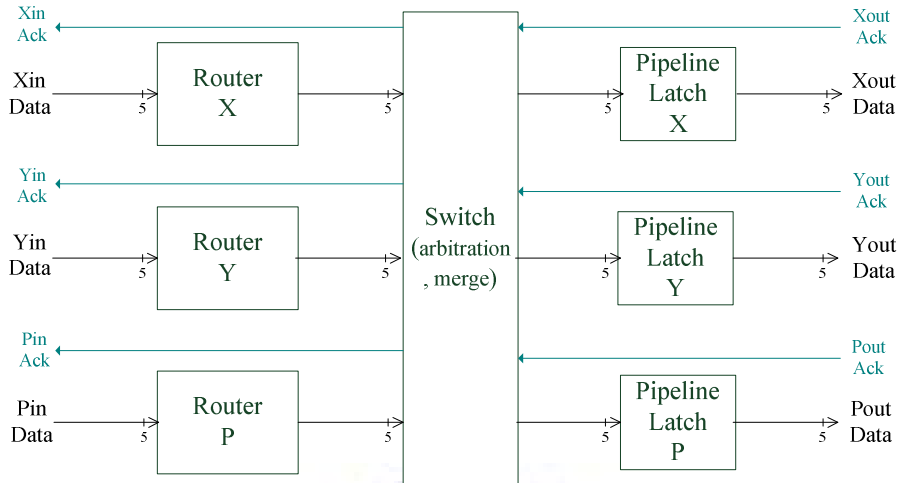 Xin
Ack
Xout
Ack
Xin
Data
5
Router
X
5
5
Pipeline
Latch
X
5
Xout
Data
Yin
Ack
Yout
Ack
Yin
Data
5
Router
Y
5
Switch
(arbitration
, merge)
5
Pipeline
Latch
Y
5
Yout
Data
Pin
Ack
Pout
Ack
Pin
Data
5
Router
P
5
5
Pipeline
Latch
P
5
Pout
Data